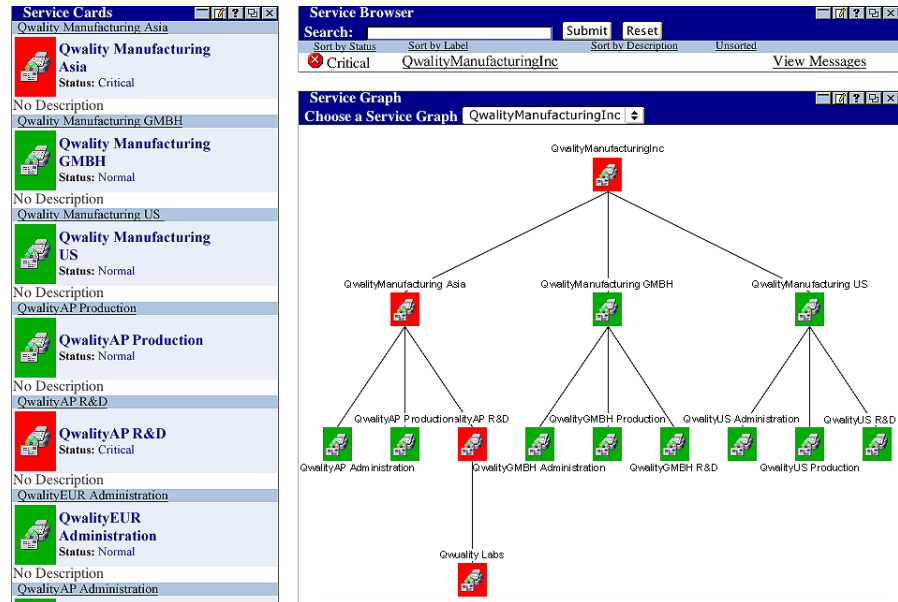 Service Cards
Qwality Manufacturing Asia
Qwality Manufacturing
Asia
Status: Critical
No Description
Qwality Manufacturing GMBH
Qwality Manufacturing
GMBH
Status: Normal
No Description
Qwality Manufacturing US
Qwality Manufacturing
US
Status: Normal
No Description
QwalityAP Production
QwalityAP Production
Status: Normal
No Description
QwalityAP R&D
QwalityAP R&D
Status: Critical
No Description
QwalityEUR Administration
QwalityEUR
Administration
Status: Normal
No Description
QwalityAP Administration
Service Browser
Search: Submit Reset
Sort by Status Sort by Label Sort by Description Unsorted
Critical QwalityManufacturingInc View Messages
Service Graph
Choose a Service Graph QwalityManufacturingInc
QwalityManufacturingInc
QwalityManufacturing Asia QwalityManufacturing GMBH QwalityManufacturing US
QwalityAP ProductionalityAP R&D QwalityGMBH Production QwalityUS Administration QwalityUS R&D
QwalityAP Administration QwalityGMBH Administration QwalityGMBH R&D QwalityUS Production
Qwuality Labs